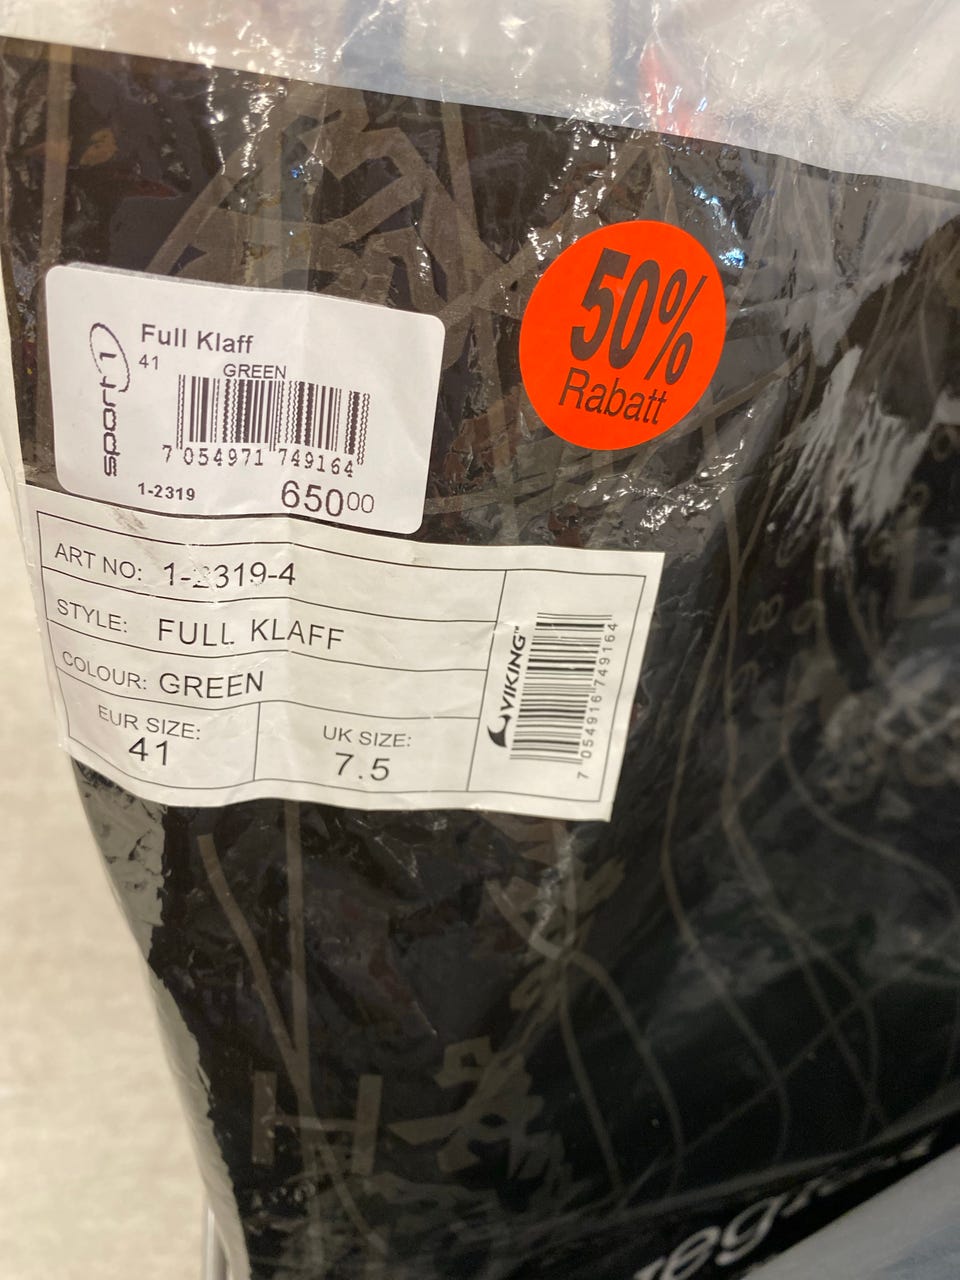 50%
Rabatt
sport1
Full Klaff
41
GREEN
7 054971 749164
1-2319
650 00
ART NO: 1-2319-4
STYLE: FULL KLAFF
COLOUR: GREEN
EUR SIZE:
41
UK SIZE:
7.5
VIKING™
7 054916 749164